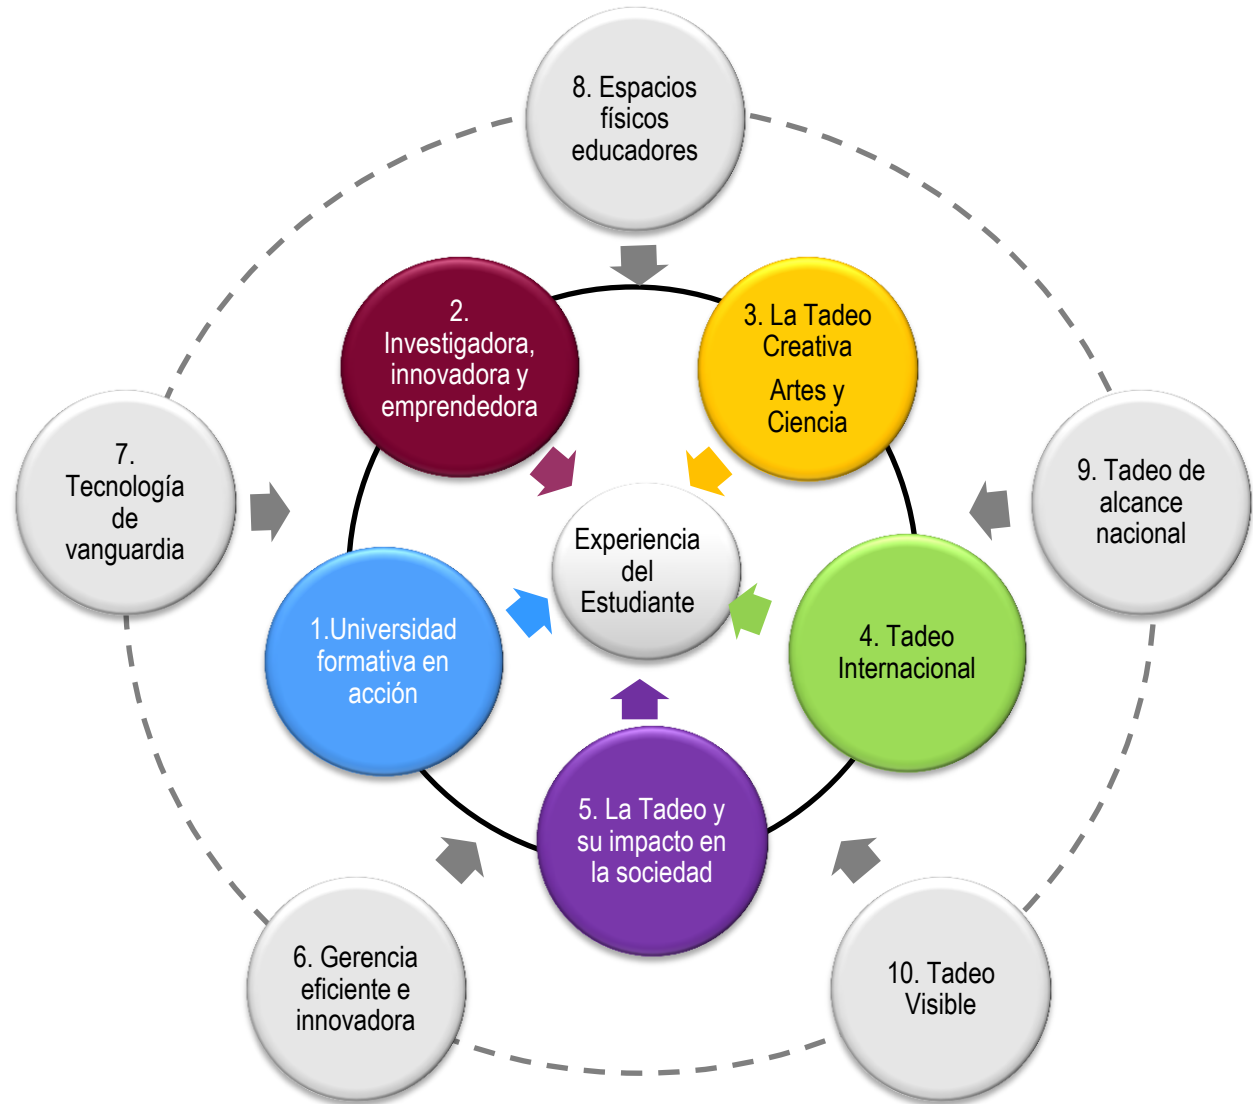 8. Espacios
físicos
educadores
2.
Investigadora,
innovadora y
emprendedora
3. La Tadeo
Creativa
Artes y
Ciencia
7.
Tecnología
de
vanguardia
9. Tadeo de
alcance
nacional
Experiencia
del
Estudiante
1.Universidad
formativa en
acción
4. Tadeo
Internacional
5. La Tadeo y
su impacto en
la sociedad
6. Gerencia
eficiente e
innovadora
10. Tadeo
Visible